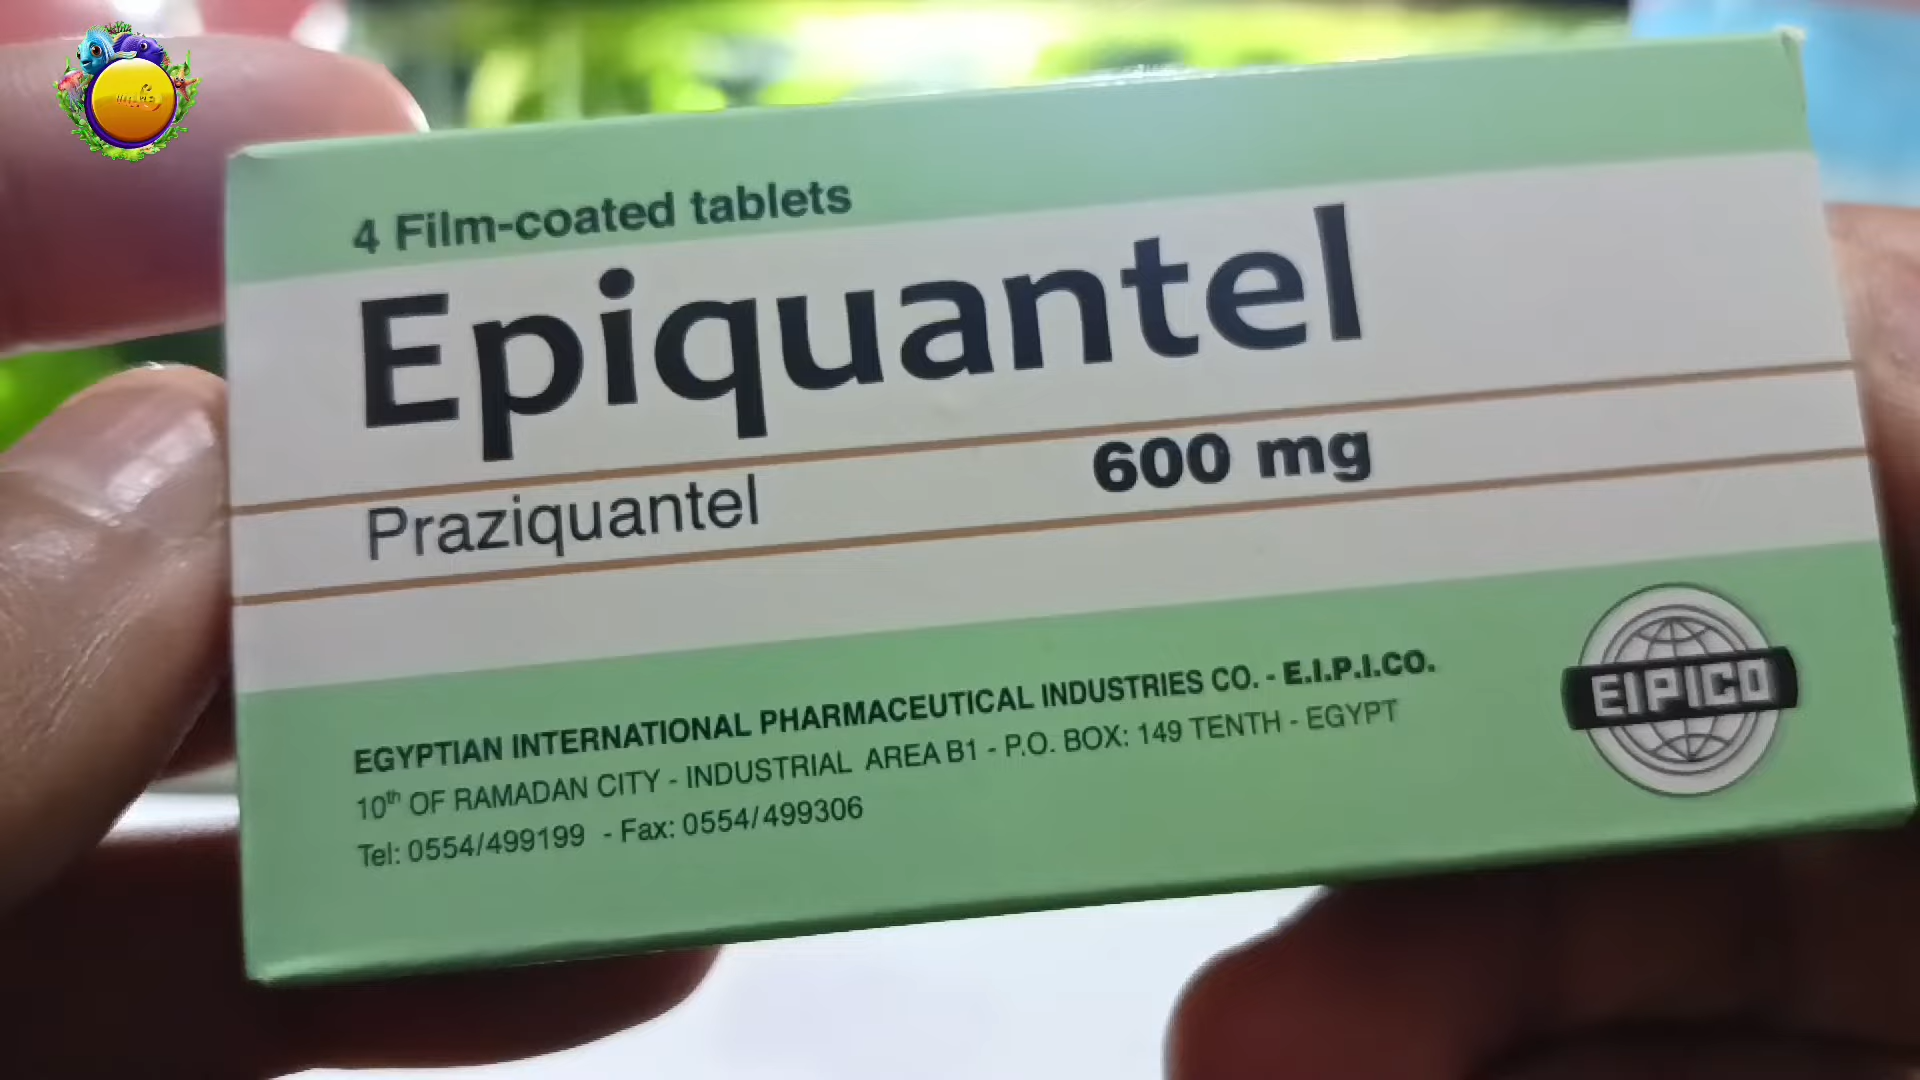 4 Film-coated tablets
Epiquantel
Praziquantel 600 mg
EGYPTIAN INTERNATIONAL PHARMACEUTICAL INDUSTRIES CO. - E.I.P.I.CO.
10th OF RAMADAN CITY - INDUSTRIAL AREA B1 - P.O. BOX: 149 TENTH - EGYPT
Tel: 0554/499199 - Fax: 0554/499306
EIPICO